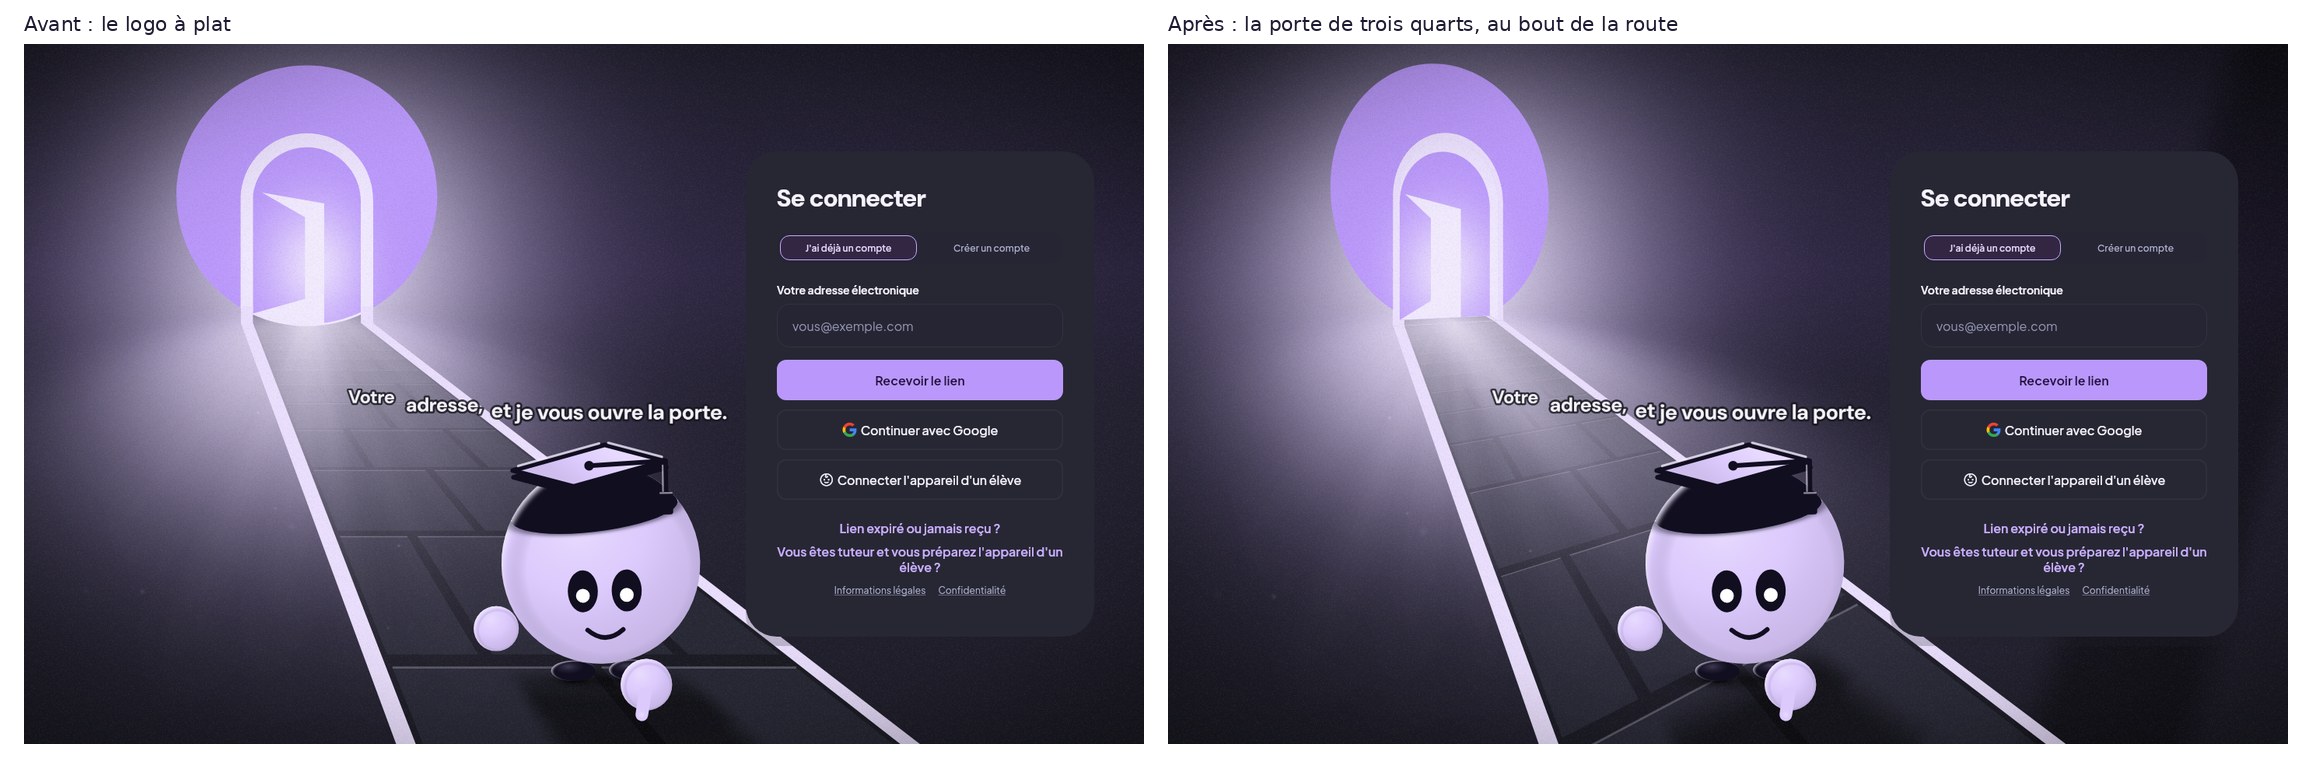 Avant : le logo à plat
Votre adresse, et je vous ouvre la porte.
Se connecter
J'ai déjà un compte
Créer un compte
Votre adresse électronique
vous@exemple.com
Recevoir le lien
Continuer avec Google
Connecter l'appareil d'un élève
Lien expiré ou jamais reçu ?
Vous êtes tuteur et vous préparez l'appareil d'un
élève ?
Informations légales
Confidentialité
Après : la porte de trois quarts, au bout de la route
Votre adresse, et je vous ouvre la porte.
Se connecter
J'ai déjà un compte
Créer un compte
Votre adresse électronique
vous@exemple.com
Recevoir le lien
Continuer avec Google
Connecter l'appareil d'un élève
Lien expiré ou jamais reçu ?
Vous êtes tuteur et vous préparez l'appareil d'un
élève ?
Informations légales
Confidentialité